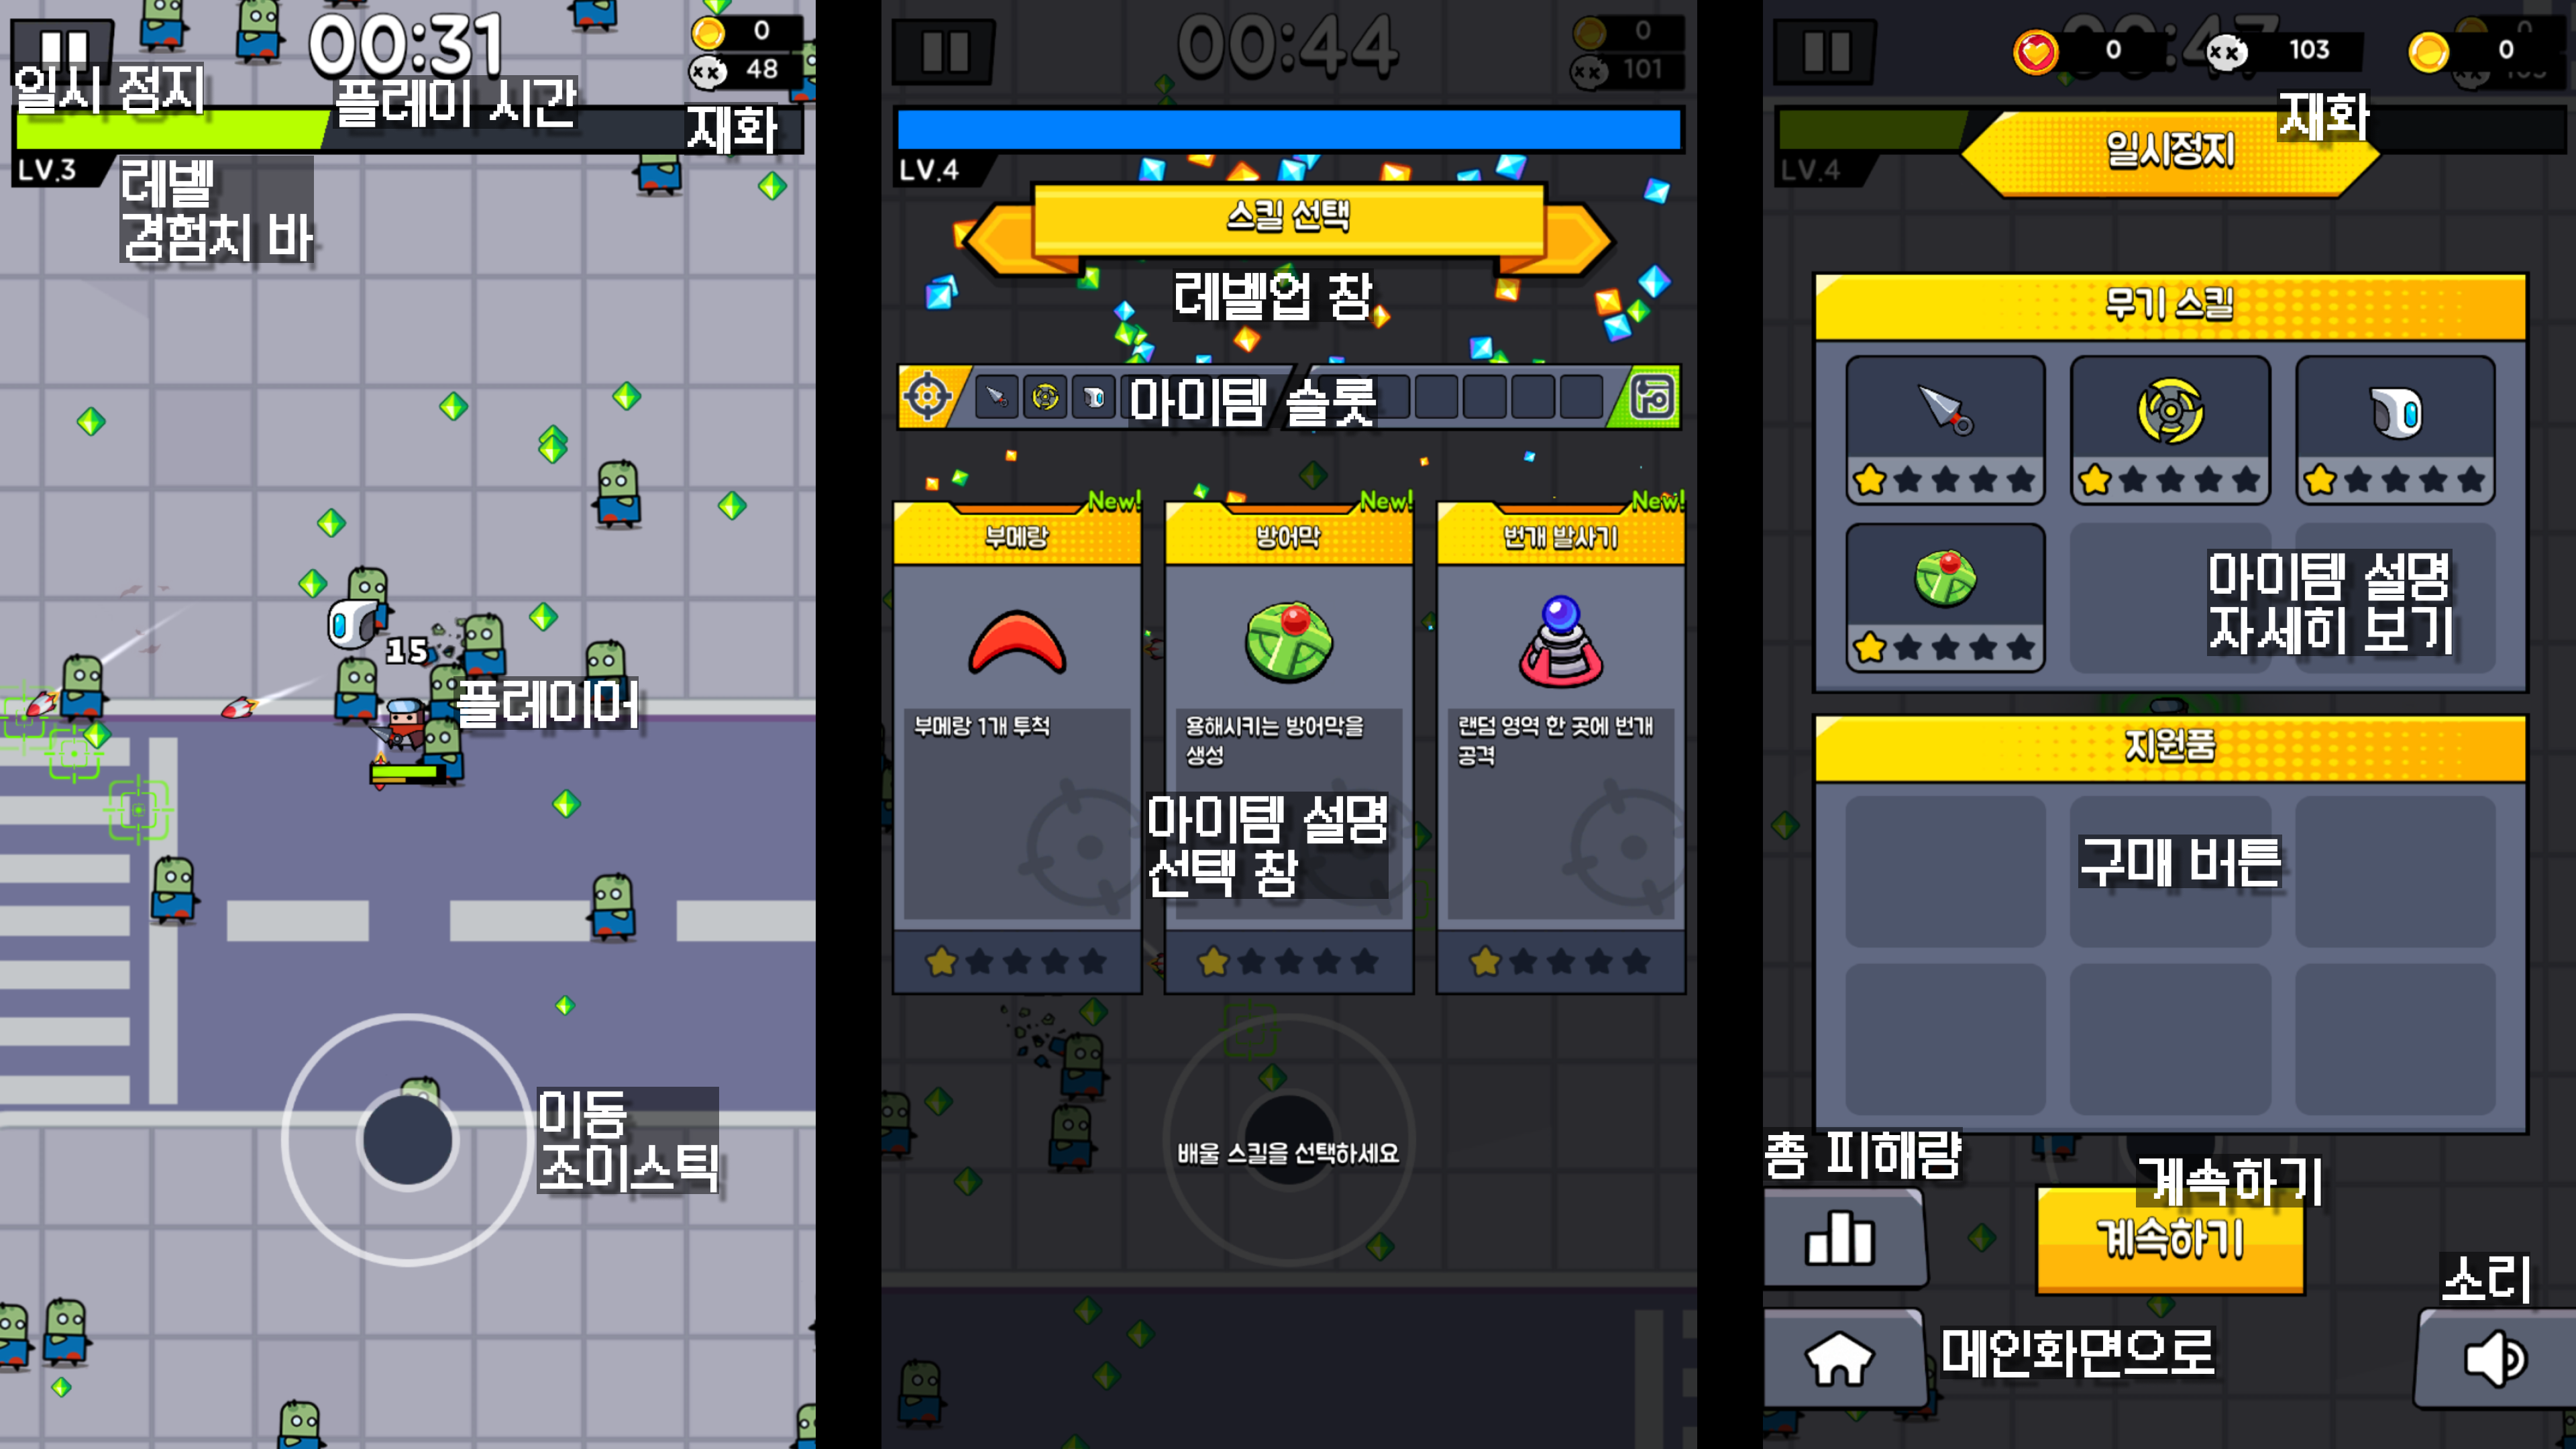 00:31
0
48
일시 정지
플레이 시간
재화
LV.3
레벨
경험치 바
15
플레이어
이동
조이스틱
00:44
0
101
LV.4
스킬 선택
레벨업 창
아이템 슬롯
New!
New!
New!
부메랑
방어막
번개 발사기
부메랑 1개 투척
용해시키는 방어막을
생성
랜덤 영역 한 곳에 번개
공격
아이템 설명
선택 창
배울 스킬을 선택하세요
00:47
0
103
0
0
103
재화
일시정지
LV.4
무기 스킬
아이템 설명
자세히 보기
지원품
구매 버튼
총 피해량
계속하기
계속하기
소리
메인화면으로